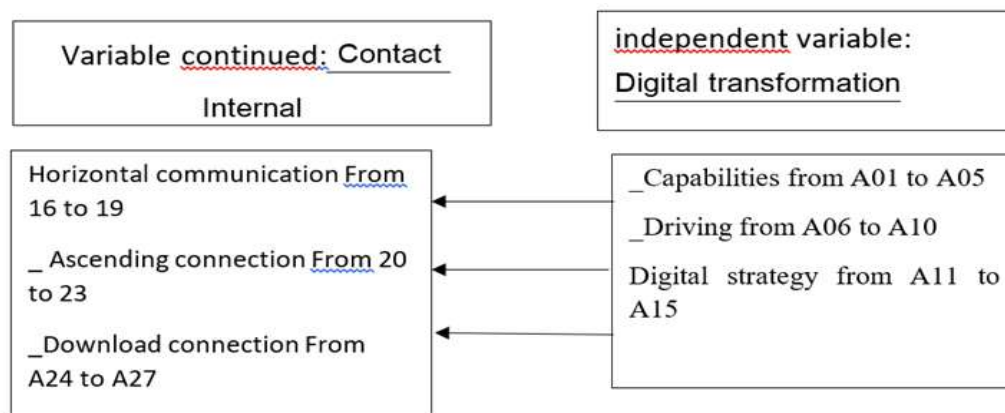 Variable continued: Contact
Internal
independent variable:
Digital transformation
Horizontal communication From
16 to 19
_ Ascending connection From 20
to 23
_Download connection From
A24 to A27
_Capabilities from A01 to A05
_Driving from A06 to A10
Digital strategy from A11 to
A15